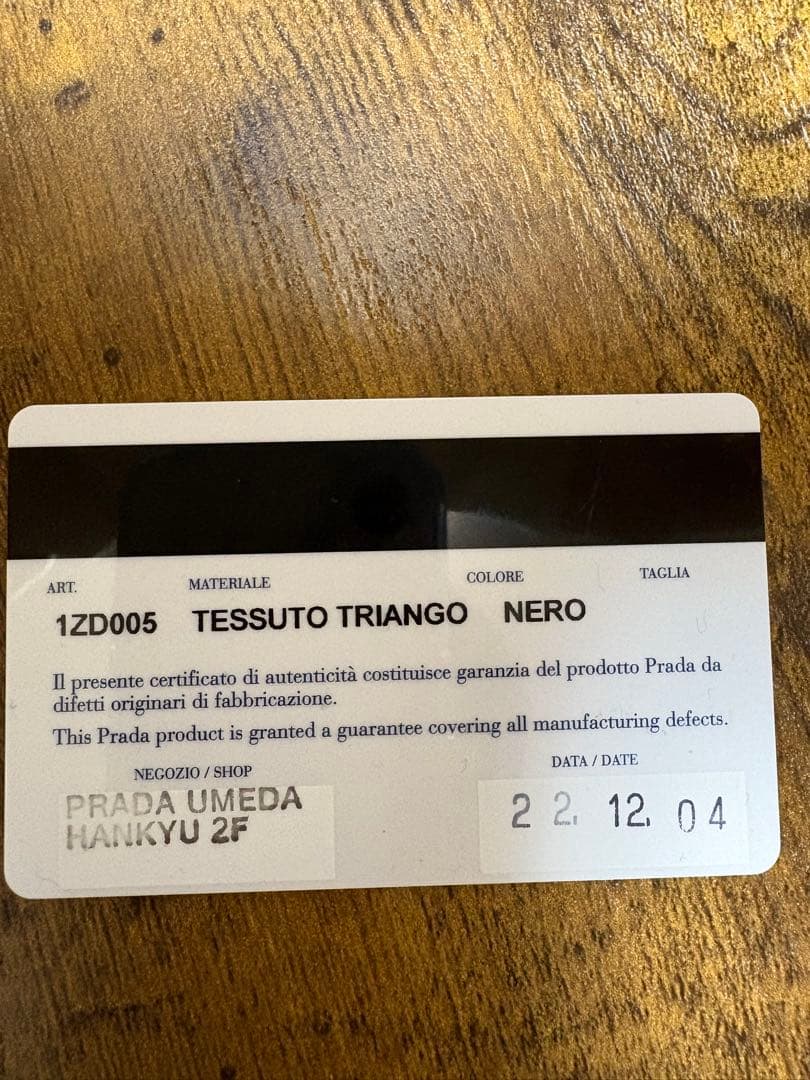 ART. MATERIALE COLORE TAGLIA
1ZD005 TESSUTO TRIANGO NERO
Il presente certificato di autenticità costituisce garanzia del prodotto Prada da
difetti originari di fabbricazione.
This Prada product is granted a guarantee covering all manufacturing defects.
NEGOZIO / SHOP DATA / DATE
PRADA UMEDA
HANKYU 2F
22. 12. 04